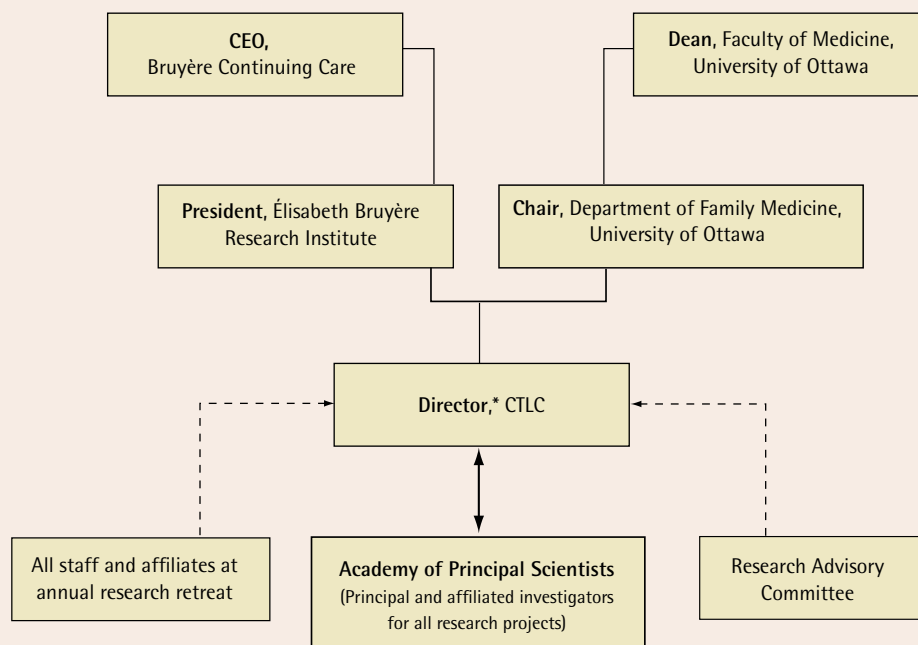 CEO,
Bruyère Continuing Care
Dean, Faculty of Medicine,
University of Ottawa
President, Élisabeth Bruyère
Research Institute
Chair, Department of Family Medicine,
University of Ottawa
Director,* CTLC
All staff and affiliates at
annual research retreat
Academy of Principal Scientists
(Principal and affiliated investigators
for all research projects)
Research Advisory
Committee